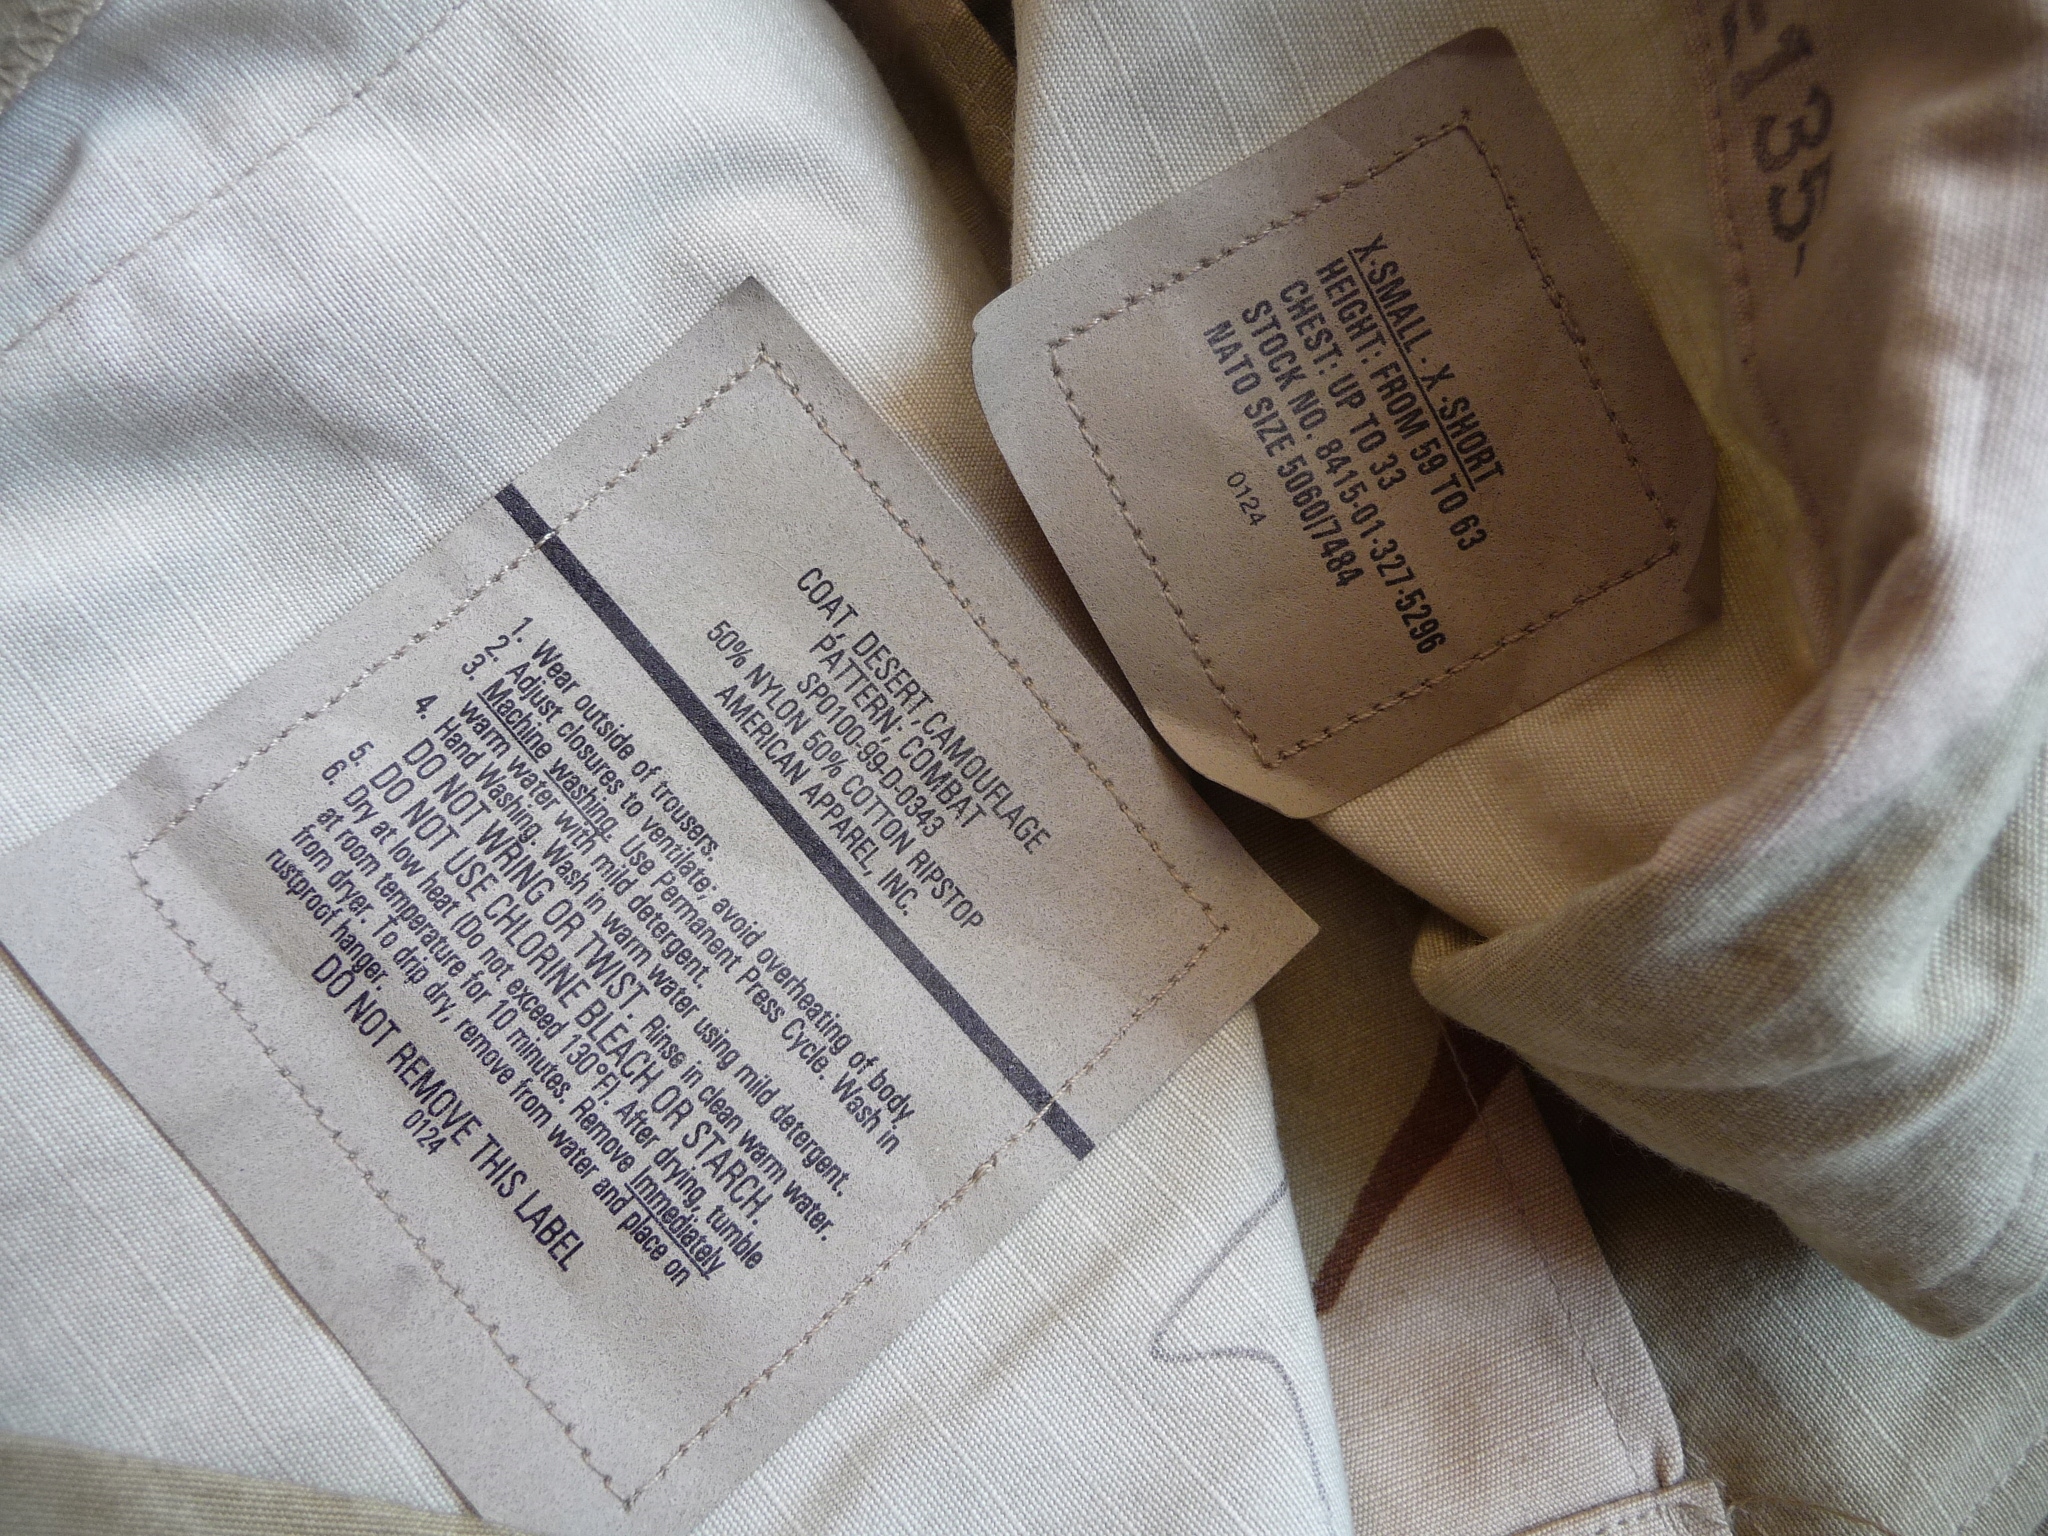 COAT, DESERT, CAMOUFLAGE
PATTERN: COMBAT
SP0100-99-D-0343
50% NYLON 50% COTTON RIPSTOP
AMERICAN APPAREL, INC.
1. Wear outside of trousers.
2. Adjust closures to ventilate; avoid overheating of body.
3. Machine washing. Use Permanent Press Cycle. Wash in
warm water with mild detergent.
4. Hand Washing. Wash in warm water using mild detergent.
DO NOT WRING OR TWIST. Rinse in clean warm water.
5. DO NOT USE CHLORINE BLEACH OR STARCH.
6. Dry at low heat (Do not exceed 130°F). After drying, tumble
at room temperature for 10 minutes. Remove Immediately
from dryer. To drip dry, remove from water and place on
rustproof hanger.
DO NOT REMOVE THIS LABEL
0124
X-SMALL - X-SHORT
HEIGHT: FROM 59 TO 63
CHEST: UP TO 33
STOCK NO. 8415-01-327-5296
NATO SIZE 5060/7484
0124
135-